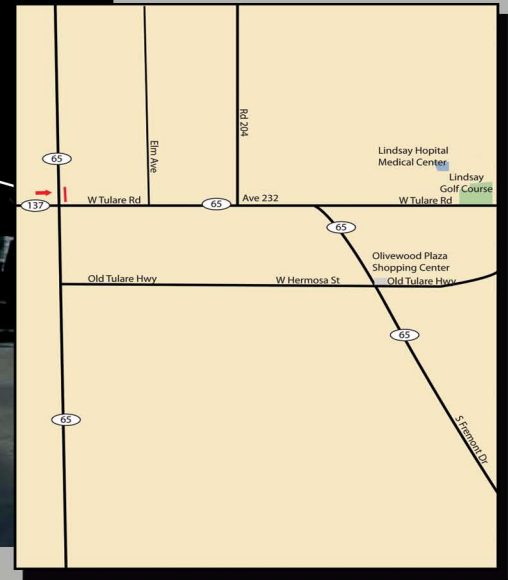 Rd 204
Elm Ave
65
Lindsay Hopital
Medical Center
Lindsay
Golf Course
137
W Tulare Rd
65
Ave 232
W Tulare Rd
65
Olivewood Plaza
Shopping Center
Old Tulare Hwy
W Hermosa St
Old Tulare Hwy
65
65
S Fremont Dr